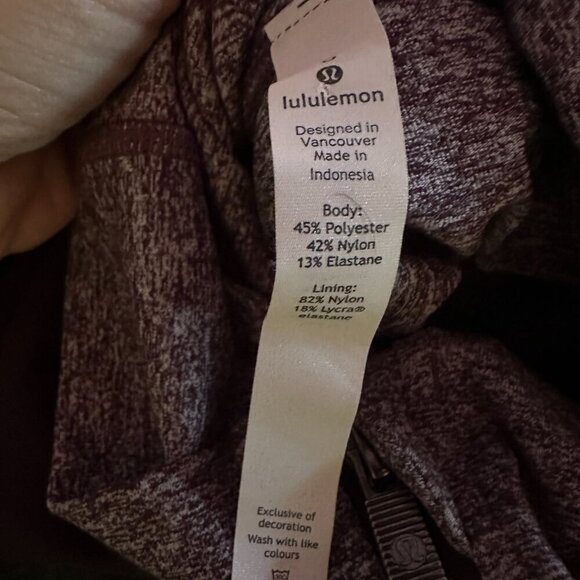 lululemon
Designed in
Vancouver
Made in
Indonesia
Body:
45% Polyester
42% Nylon
13% Elastane
Lining:
82% Nylon
18% Lycra®
elastane
Exclusive of
decoration
Wash with like
colours